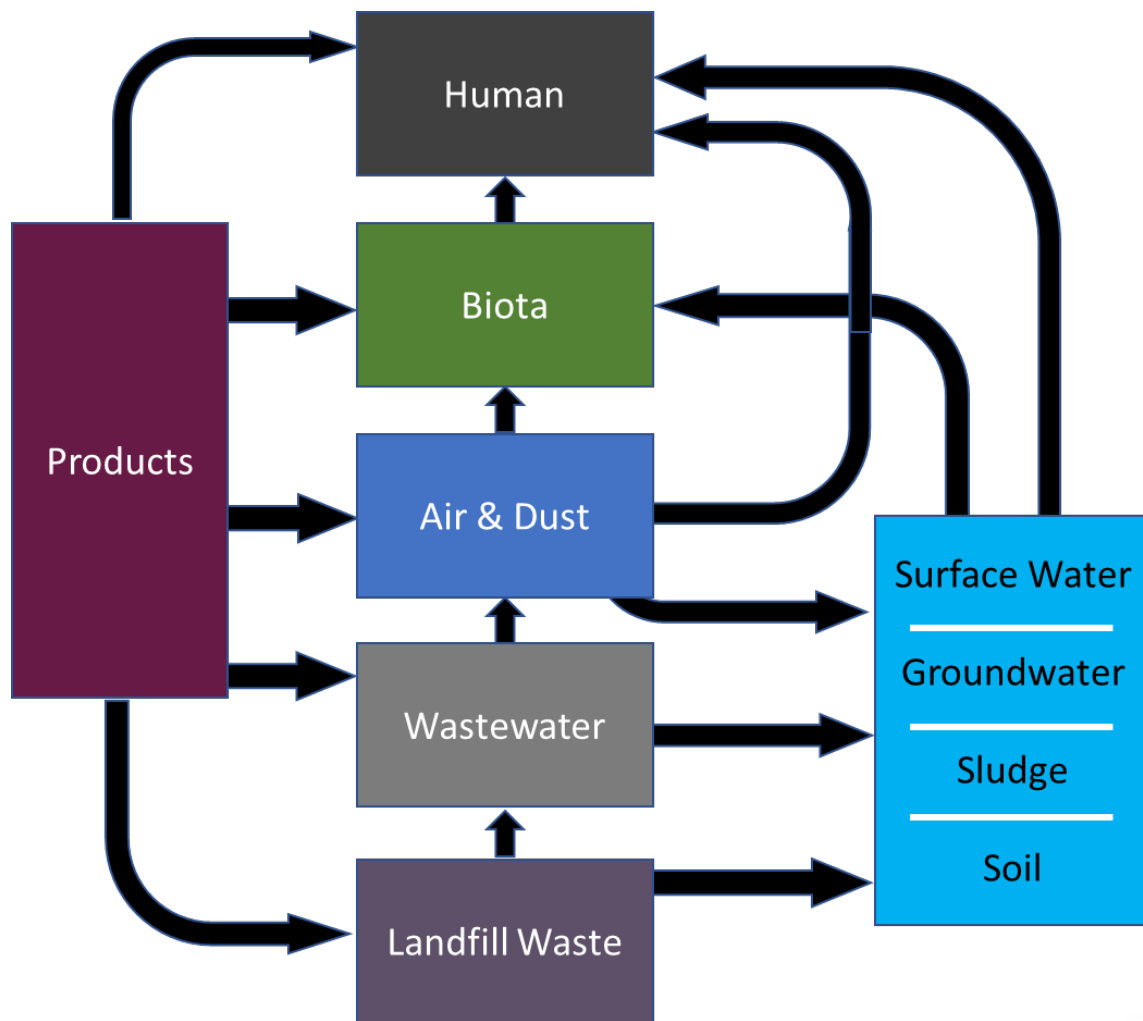 Human
Biota
Products
Air & Dust
Surface Water
Groundwater
Wastewater
Sludge
Soil
Landfill Waste